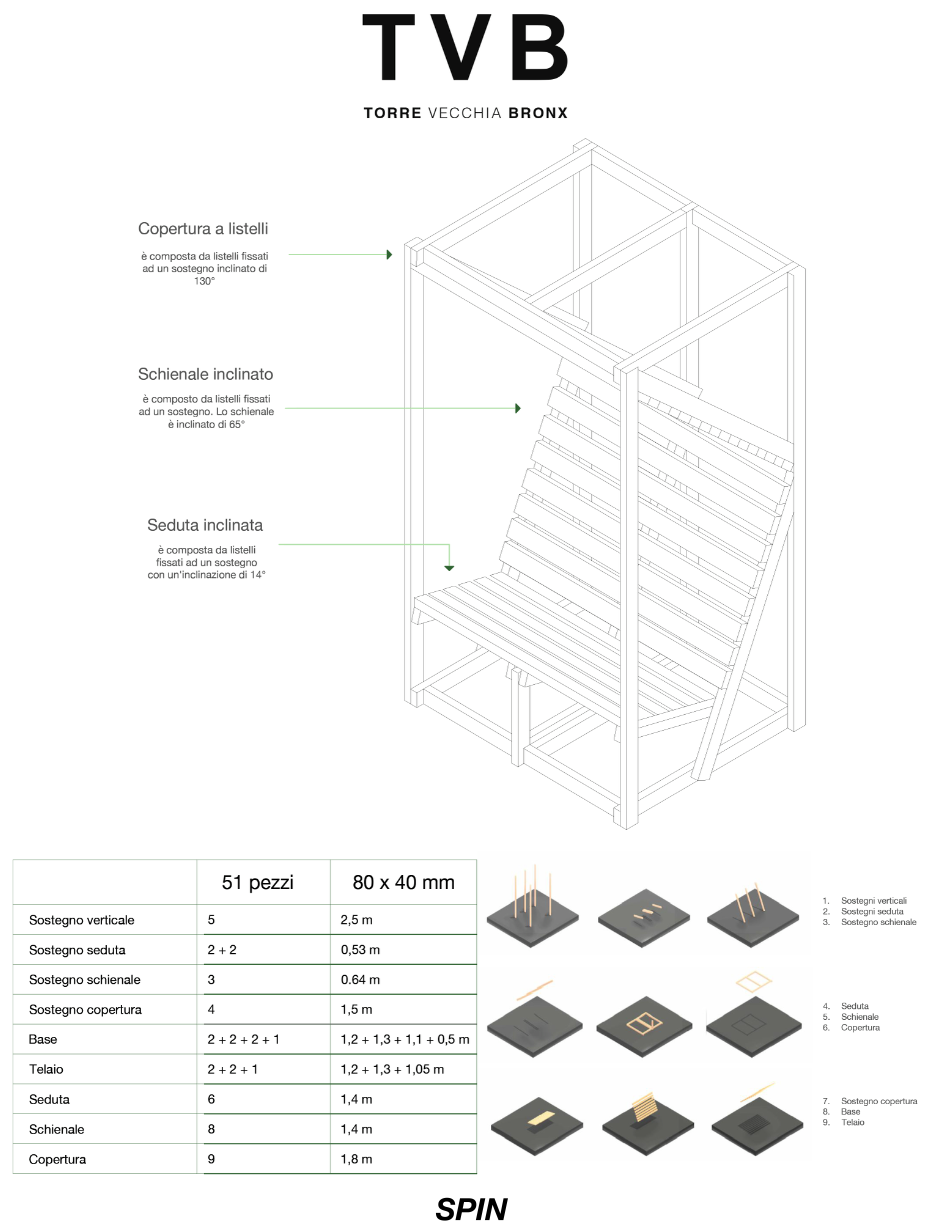 TVB
TORRE VECCHIA BRONX
Copertura a listelli
è composta da listelli fissati
ad un sostegno inclinato di
130°
Schienale inclinato
è composto da listelli fissati
ad un sostegno. Lo schienale
è inclinato di 65°
Seduta inclinata
è composta da listelli
fissati ad un sostegno
con un'inclinazione di 14°
51 pezzi 80 x 40 mm
Sostegno verticale 5 2,5 m
Sostegno seduta 2 + 2 0,53 m
Sostegno schienale 3 0.64 m
Sostegno copertura 4 1,5 m
Base 2 + 2 + 2 + 1 1,2 + 1,3 + 1,1 + 0,5 m
Telaio 2 + 2 + 1 1,2 + 1,3 + 1,05 m
Seduta 6 1,4 m
Schienale 8 1,4 m
Copertura 9 1,8 m
1. Sostegni verticali
2. Sostegni seduta
3. Sostegno schienale
4. Seduta
5. Schienale
6. Copertura
7. Sostegno copertura
8. Base
9. Telaio
SPIN